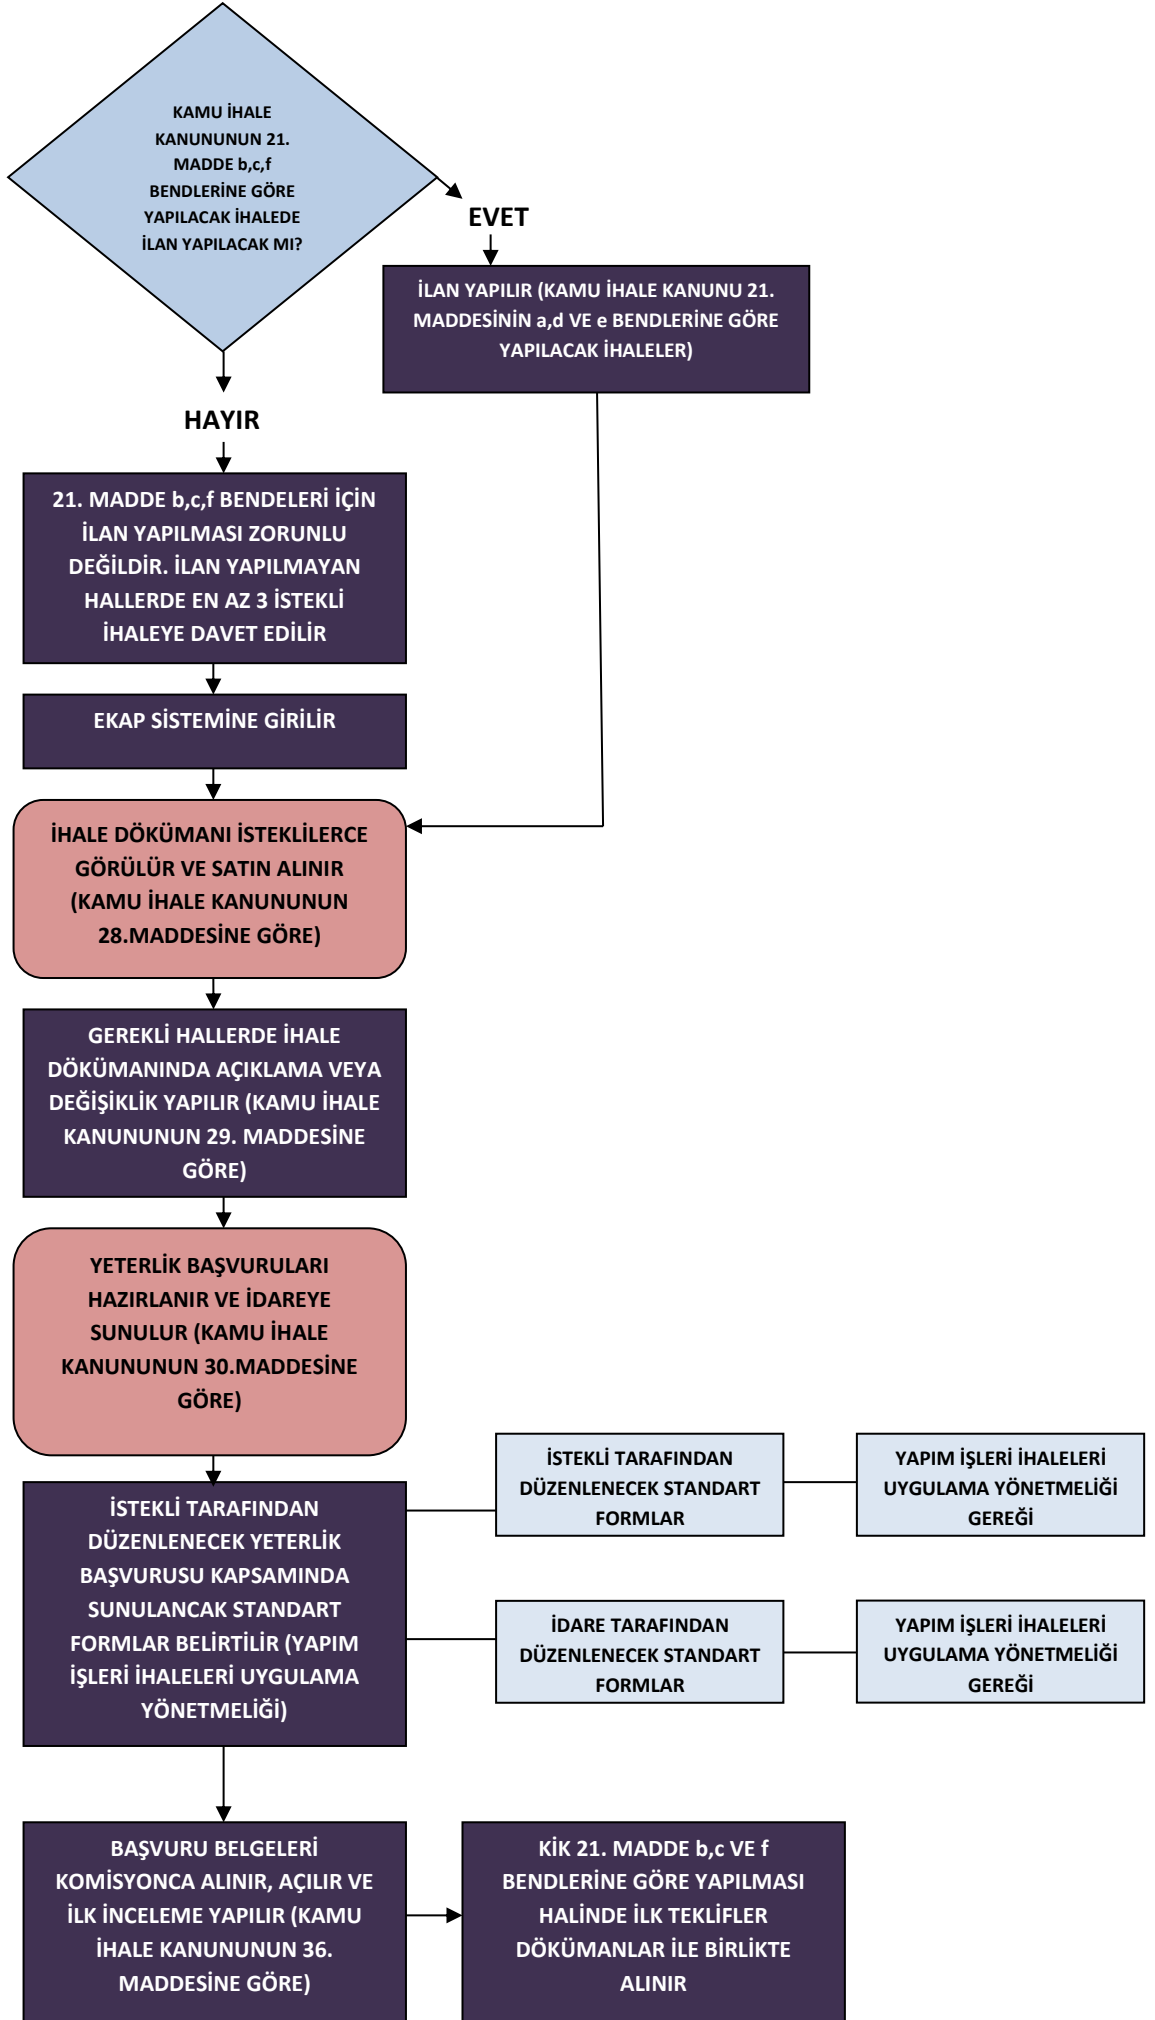 KAMU İHALE
KANUNUNUN 21.
MADDE b,c,f
BENDLERİNE GÖRE
YAPILACAK İHALEDE
İLAN YAPILACAK MI?
EVET
İLAN YAPILIR (KAMU İHALE KANUNU 21.
MADDESİNİN a,d VE e BENDLERİNE GÖRE
YAPILACAK İHALELER)
HAYIR
21. MADDE b,c,f BENDELERİ İÇİN
İLAN YAPILMASI ZORUNLU
DEĞİLDİR. İLAN YAPILMAYAN
HALLERDE EN AZ 3 İSTEKLİ
İHALEYE DAVET EDİLİR
EKAP SİSTEMİNE GİRİLİR
İHALE DÖKÜMANI İSTEKLİLERCE
GÖRÜLÜR VE SATIN ALINIR
(KAMU İHALE KANUNUNUN
28.MADDESİNE GÖRE)
GEREKLİ HALLERDE İHALE
DÖKÜMANINDA AÇIKLAMA VEYA
DEĞİŞİKLİK YAPILIR (KAMU İHALE
KANUNUNUN 29. MADDESİNE
GÖRE)
YETERLİK BAŞVURULARI
HAZIRLANIR VE İDAREYE
SUNULUR (KAMU İHALE
KANUNUNUN 30.MADDESİNE
GÖRE)
İSTEKLİ TARAFINDAN
DÜZENLENECEK YETERLİK
BAŞVURUSU KAPSAMINDA
SUNULANCAK STANDART
FORMLAR BELİRTİLİR (YAPIM
İŞLERİ İHALELERİ UYGULAMA
YÖNETMELİĞİ)
İSTEKLİ TARAFINDAN
DÜZENLENECEK STANDART
FORMLAR
YAPIM İŞLERİ İHALELERİ
UYGULAMA YÖNETMELİĞİ
GEREĞİ
İDARE TARAFINDAN
DÜZENLENECEK STANDART
FORMLAR
YAPIM İŞLERİ İHALELERİ
UYGULAMA YÖNETMELİĞİ
GEREĞİ
BAŞVURU BELGELERİ
KOMİSYONCA ALINIR, AÇILIR VE
İLK İNCELEME YAPILIR (KAMU
İHALE KANUNUNUN 36.
MADDESİNE GÖRE)
KİK 21. MADDE b,c VE f
BENDLERİNE GÖRE YAPILMASI
HALİNDE İLK TEKLİFLER
DÖKÜMANLAR İLE BİRLİKTE
ALINIR